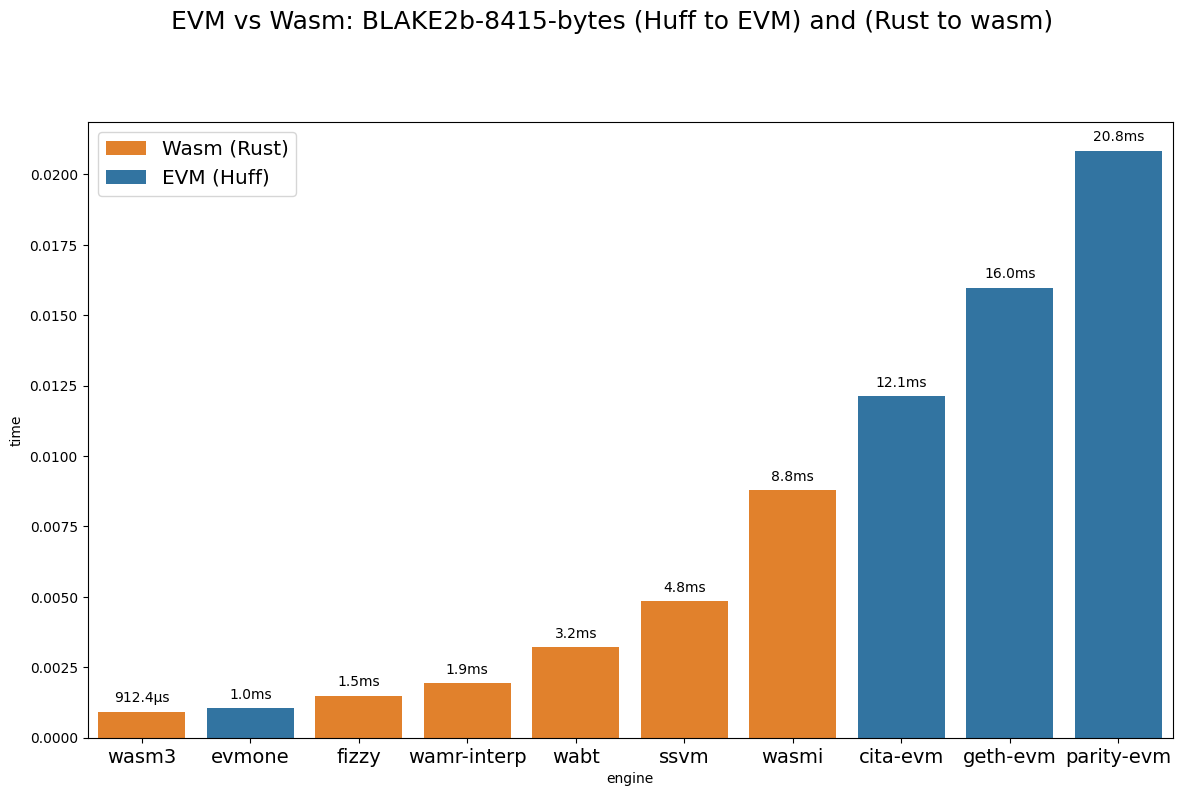 EVM vs Wasm: BLAKE2b-8415-bytes (Huff to EVM) and (Rust to wasm)
Wasm (Rust)
EVM (Huff)
time
0.0200
0.0175
0.0150
0.0125
0.0100
0.0075
0.0050
0.0025
0.0000
912.4µs
1.0ms
1.5ms
1.9ms
3.2ms
4.8ms
8.8ms
12.1ms
16.0ms
20.8ms
wasm3 evmone fizzy wamr-interp wabt ssvm wasmi cita-evm geth-evm parity-evm
engine